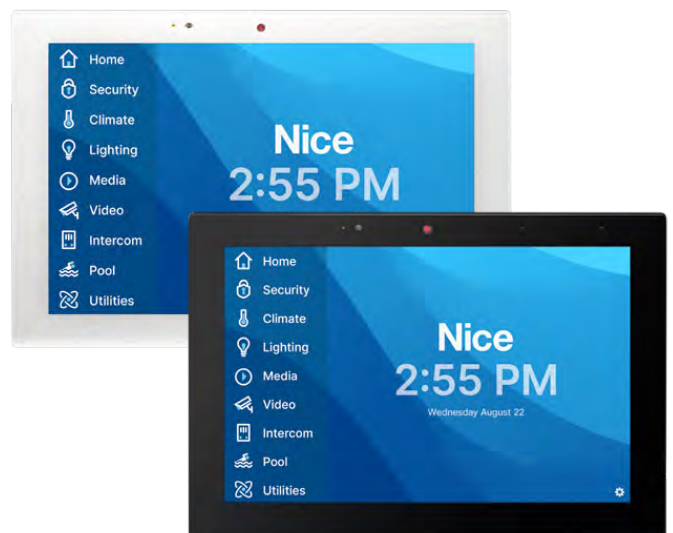 Home
Security
Climate
Lighting
Media
Video
Intercom
Pool
Utilities
Nice
2:55 PM
Home
Security
Climate
Lighting
Media
Video
Intercom
Pool
Utilities
Nice
2:55 PM
Wednesday August 22